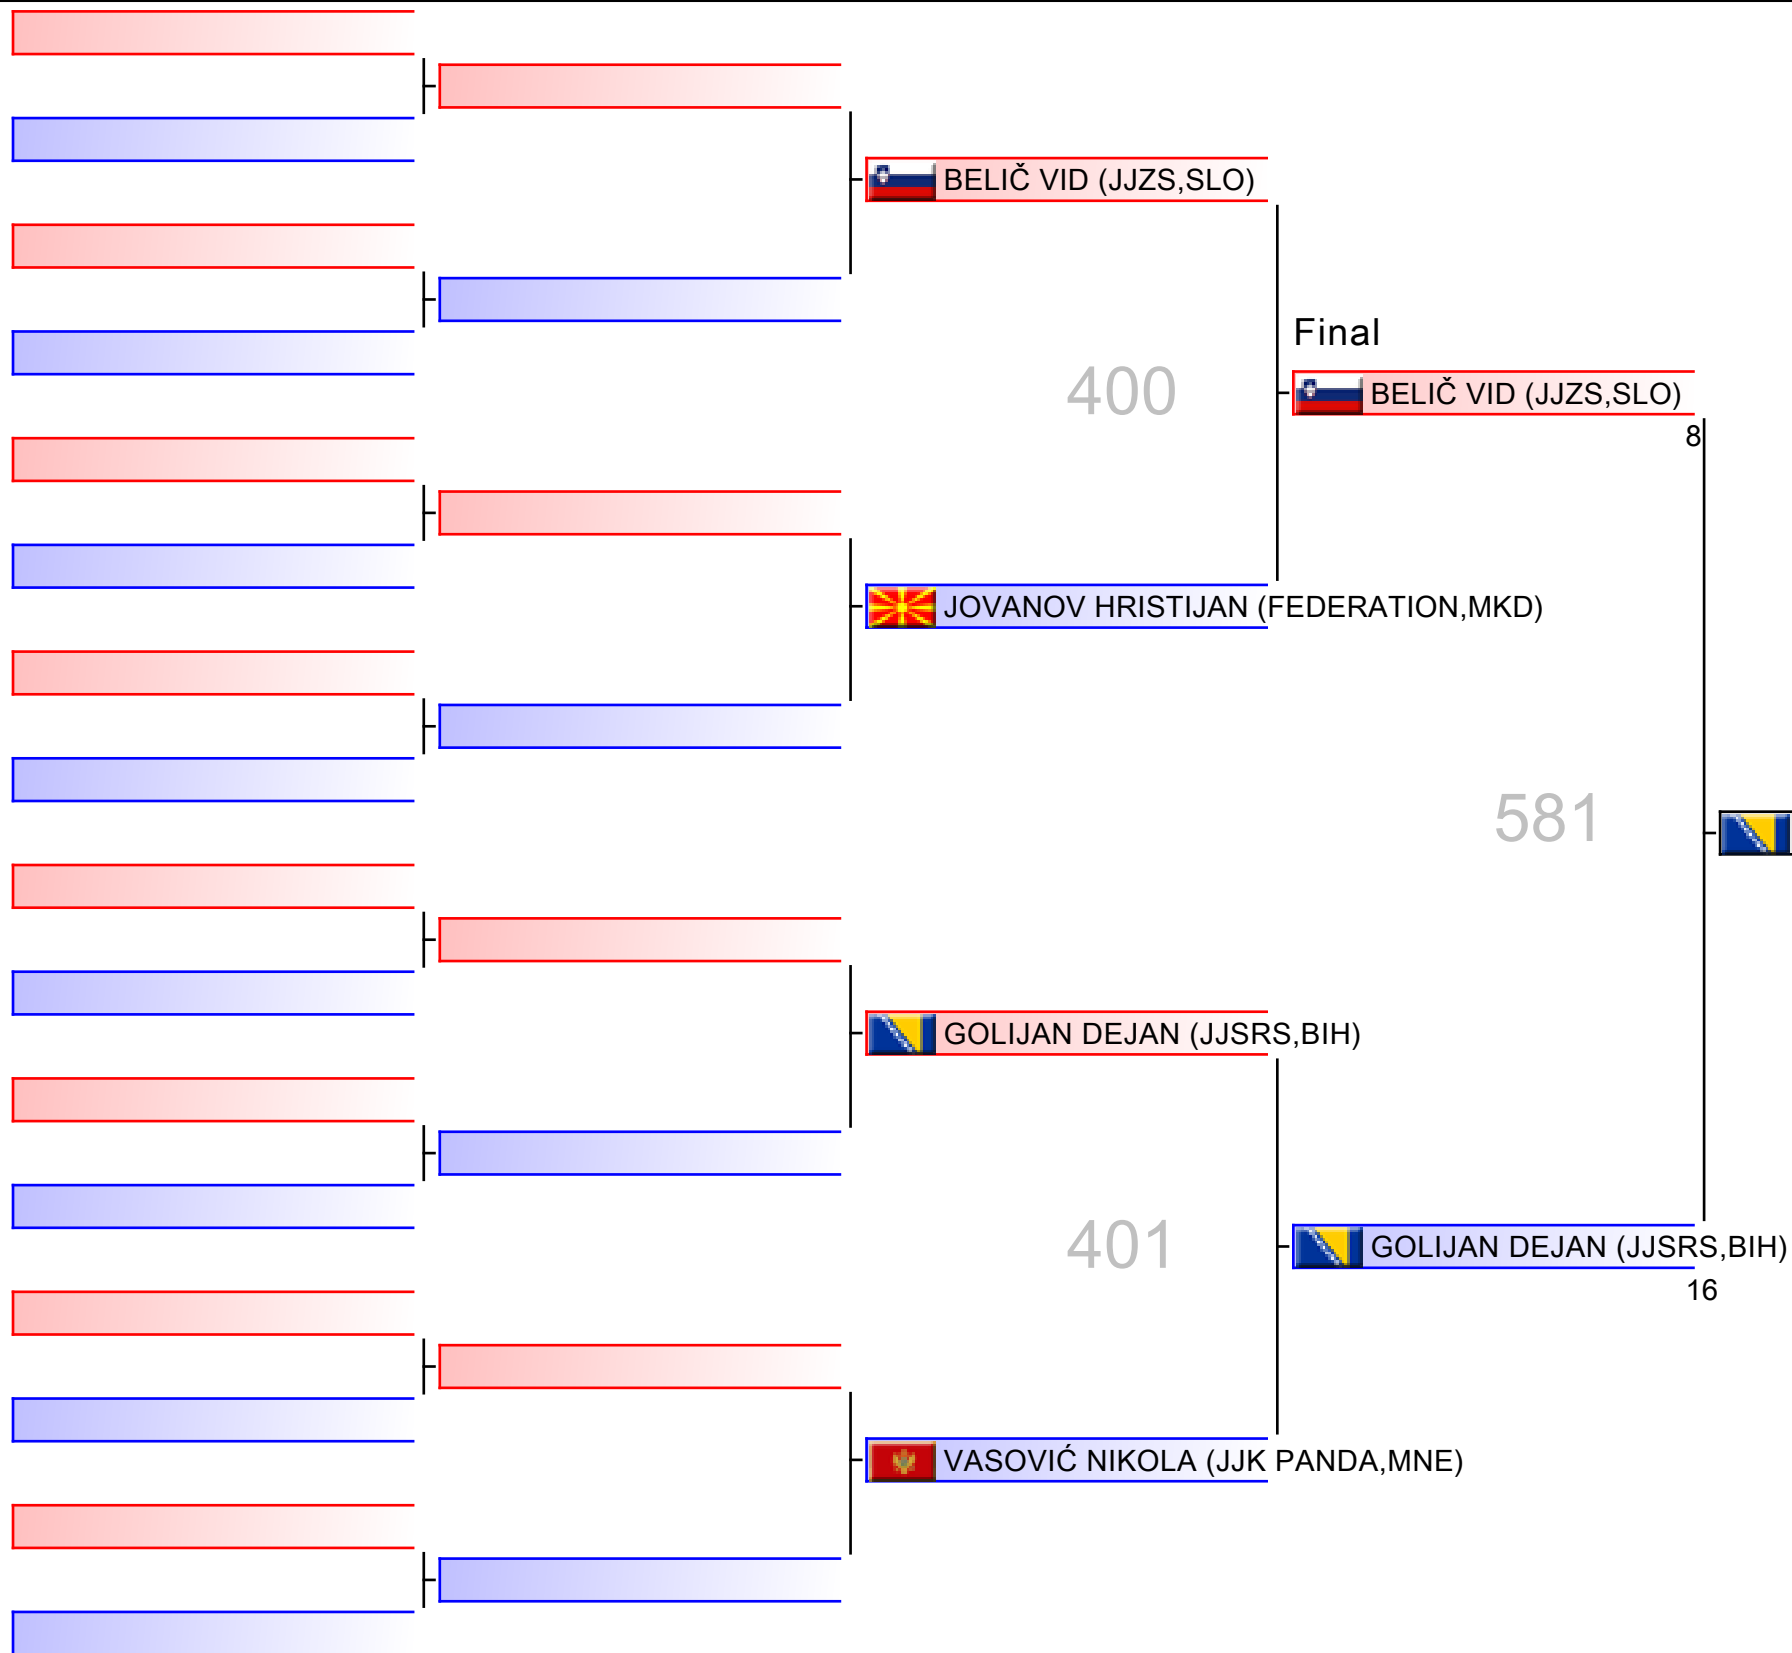 BELIČ VID (JJZS,SLO)
Final
400
BELIČ VID (JJZS,SLO)
8
JOVANOV HRISTIJAN (FEDERATION,MKD)
581
GOLIJAN DEJAN (JJSRS,BIH)
401
GOLIJAN DEJAN (JJSRS,BIH)
16
VASOVIĆ NIKOLA (JJK PANDA,MNE)